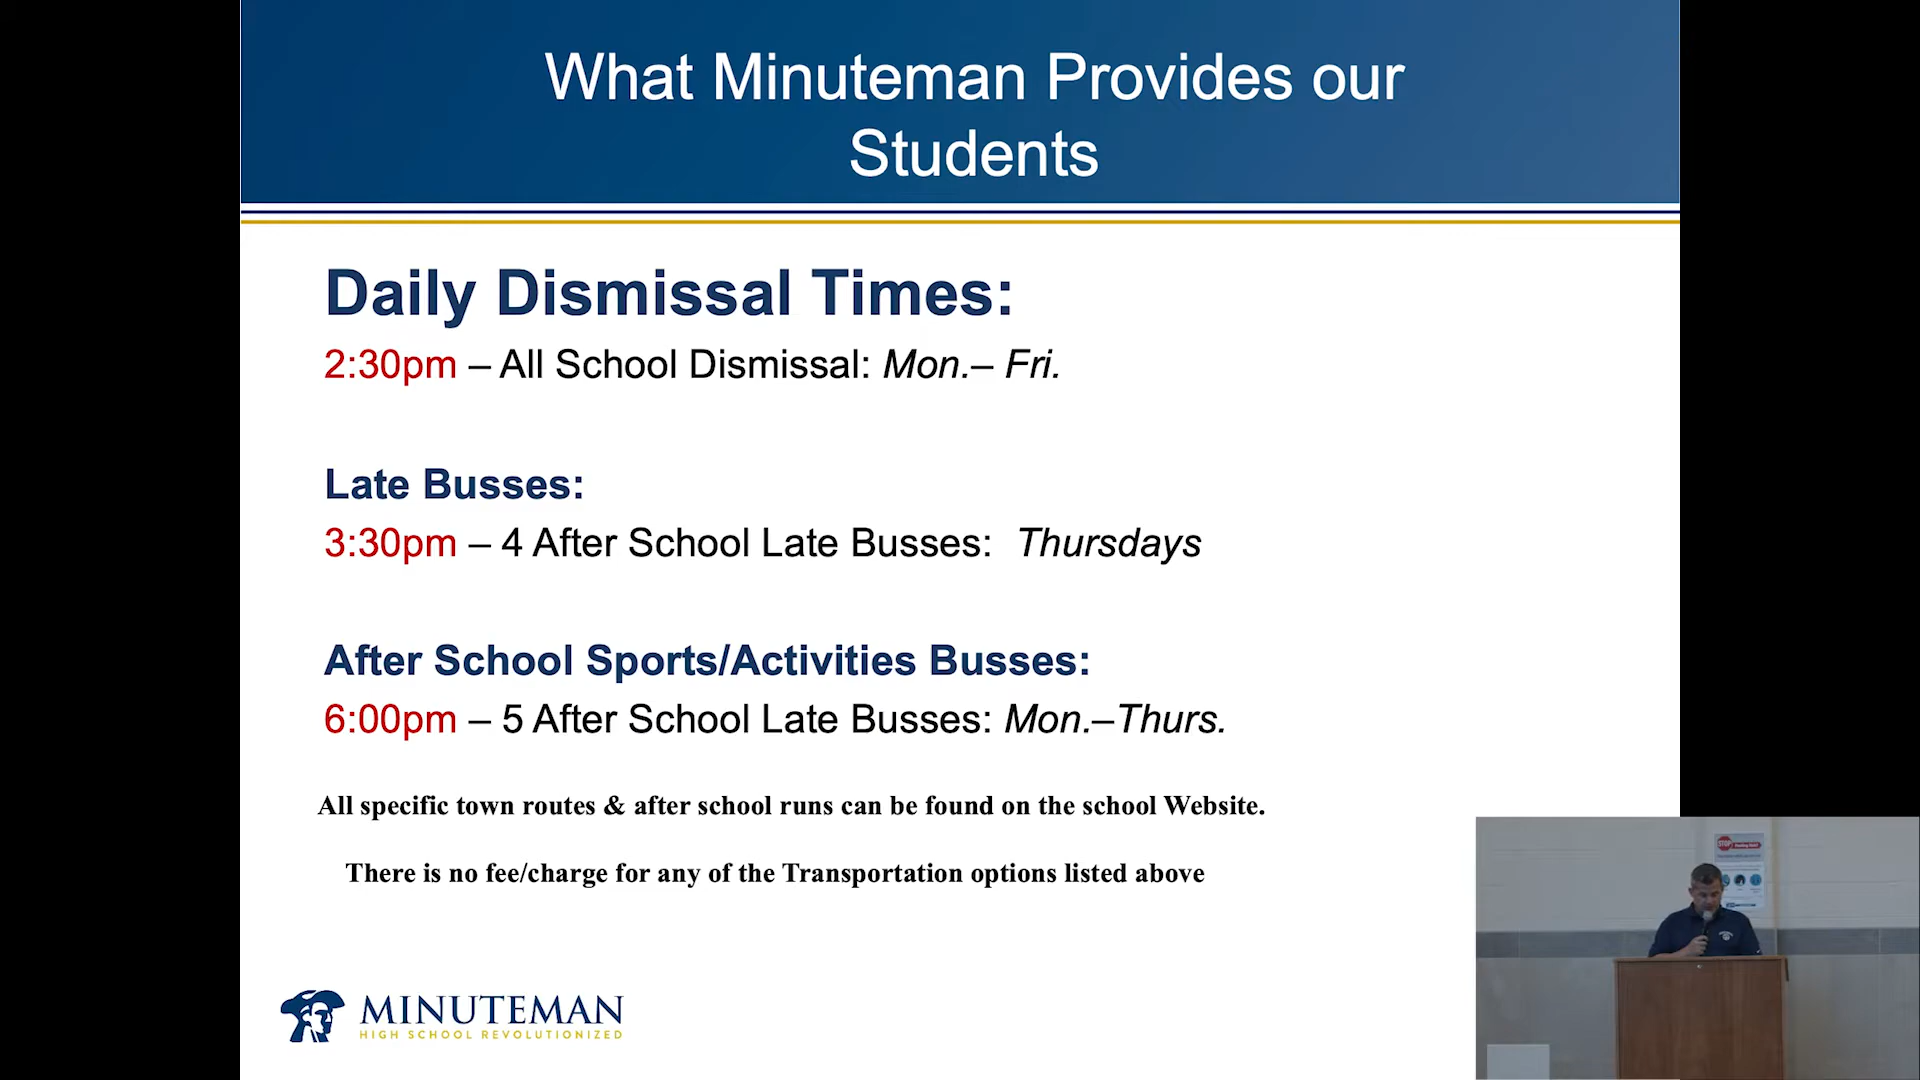 What Minuteman Provides our
Students
Daily Dismissal Times:
2:30pm – All School Dismissal: Mon.– Fri.
Late Busses:
3:30pm – 4 After School Late Busses: Thursdays
After School Sports/Activities Busses:
6:00pm – 5 After School Late Busses: Mon.–Thurs.
All specific town routes & after school runs can be found on the school Website.
There is no fee/charge for any of the Transportation options listed above
MINUTEMAN
HIGH SCHOOL REVOLUTIONIZED
STOP